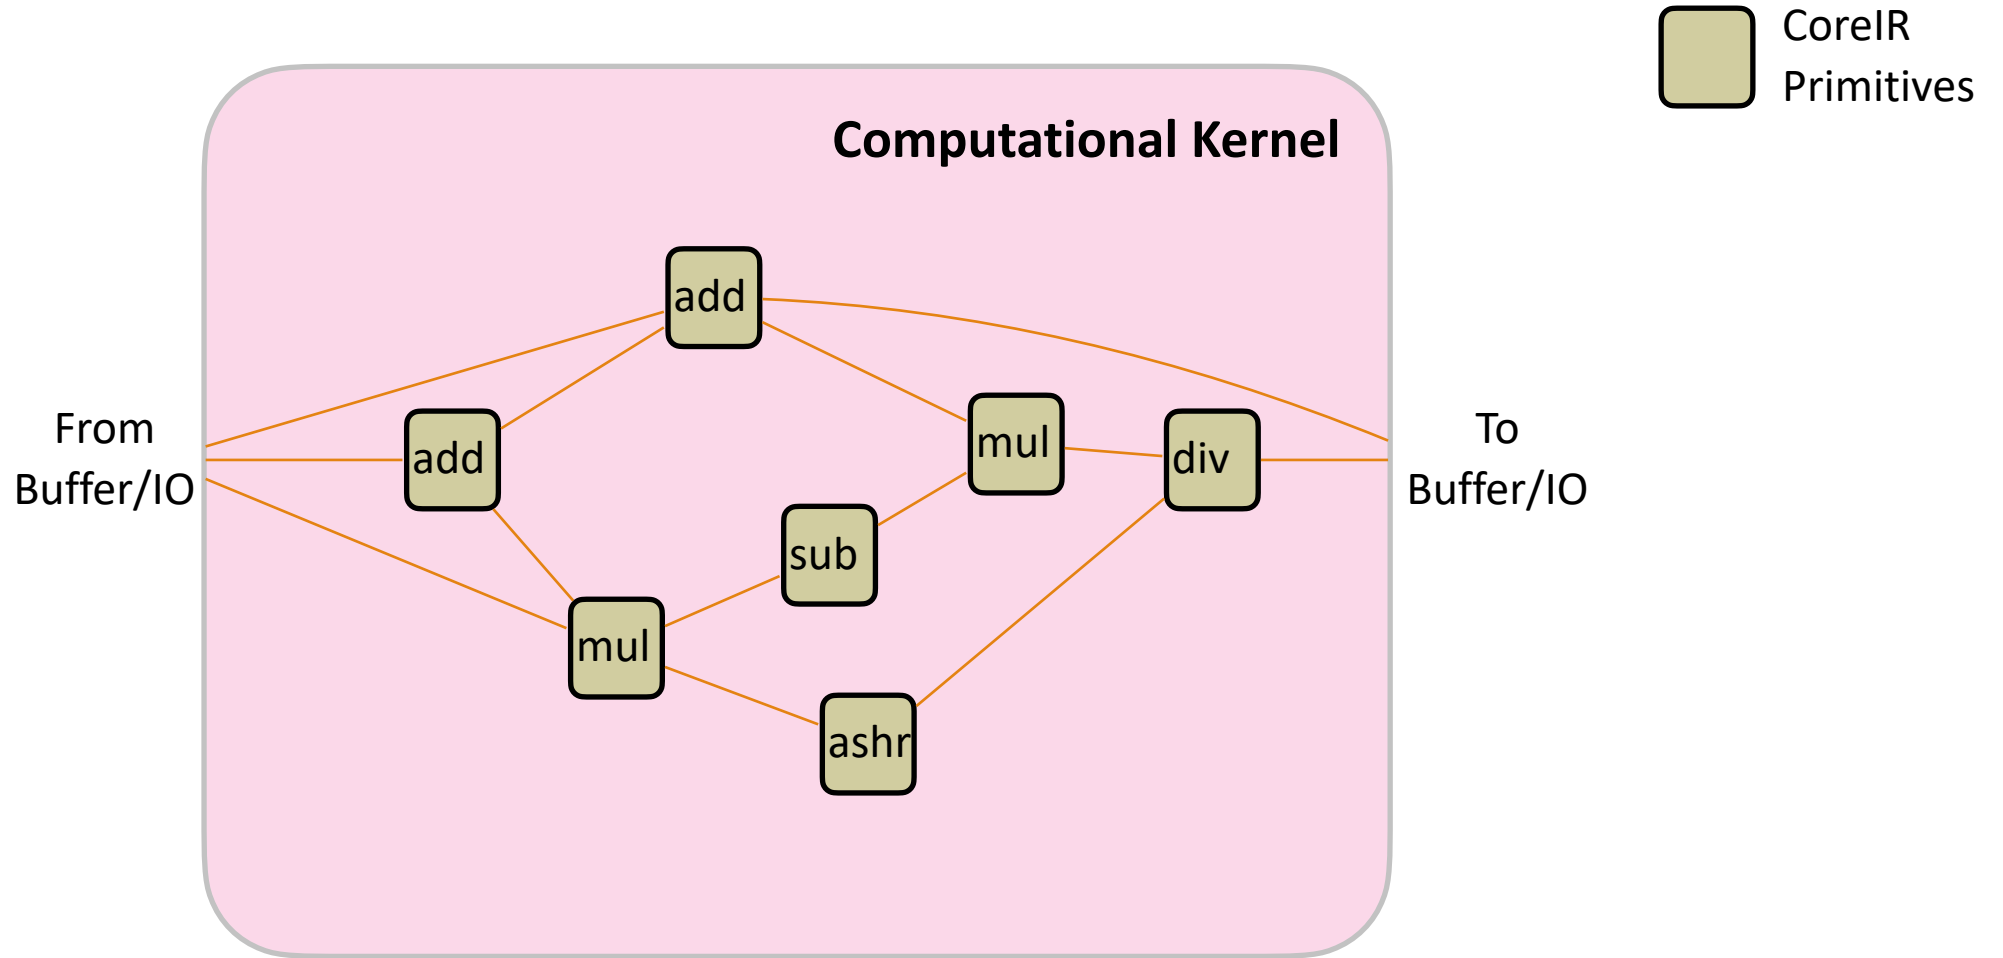 CoreIR
Primitives
Computational Kernel
add
From
Buffer/IO
add
mul
div
To
Buffer/IO
sub
mul
ashr